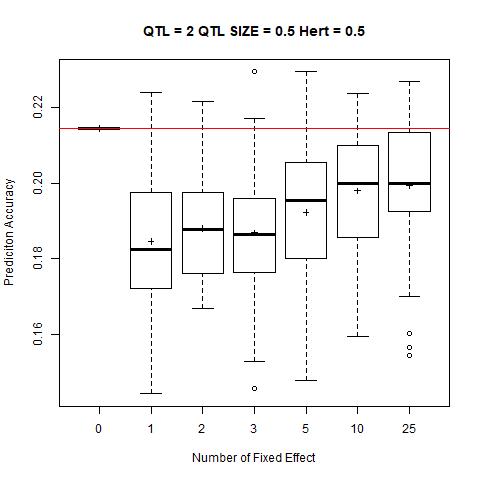 QTL = 2 QTL SIZE = 0.5 Hert = 0.5
0.22
0.20
0.18
0.16
Prediciton Accuracy
0 1 2 3 5 10 25
Number of Fixed Effect